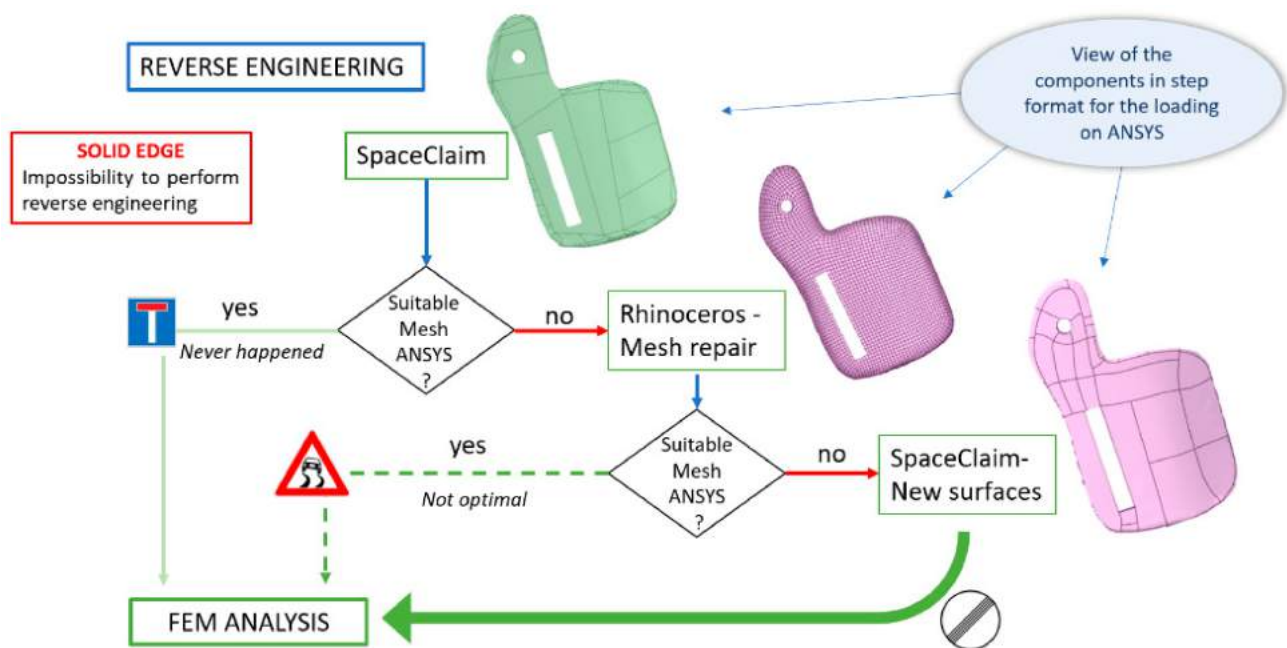 REVERSE ENGINEERING
View of the
components in step
format for the loading
on ANSYS
SOLID EDGE
Impossibility to perform
reverse engineering
SpaceClaim
yes
Never happened
Suitable
Mesh
ANSYS
?
no
Rhinoceros -
Mesh repair
yes
Not optimal
Suitable
Mesh
ANSYS
?
no
SpaceClaim-
New surfaces
FEM ANALYSIS